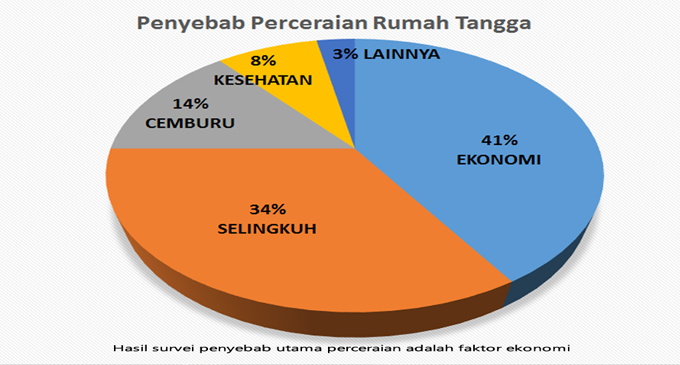 Penyebab Perceraian Rumah Tangga
3% LAINNYA
8%
KESEHATAN
14%
CEMBURU
41%
EKONOMI
34%
SELINGKUH
Hasil survei penyebab utama perceraian adalah faktor ekonomi